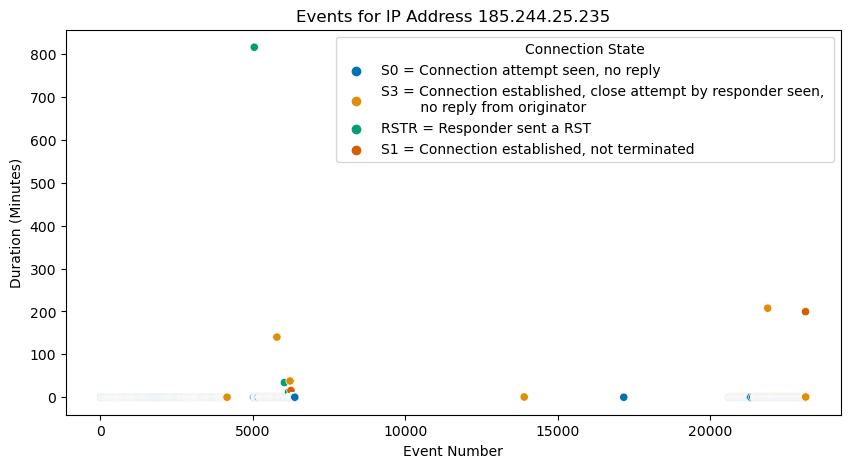 Events for IP Address 185.244.25.235
Connection State
S0 = Connection attempt seen, no reply
S3 = Connection established, close attempt by responder seen,
no reply from originator
RSTR = Responder sent a RST
S1 = Connection established, not terminated
Duration (Minutes)
800
700
600
500
400
300
200
100
0
0
5000
10000
15000
20000
Event Number